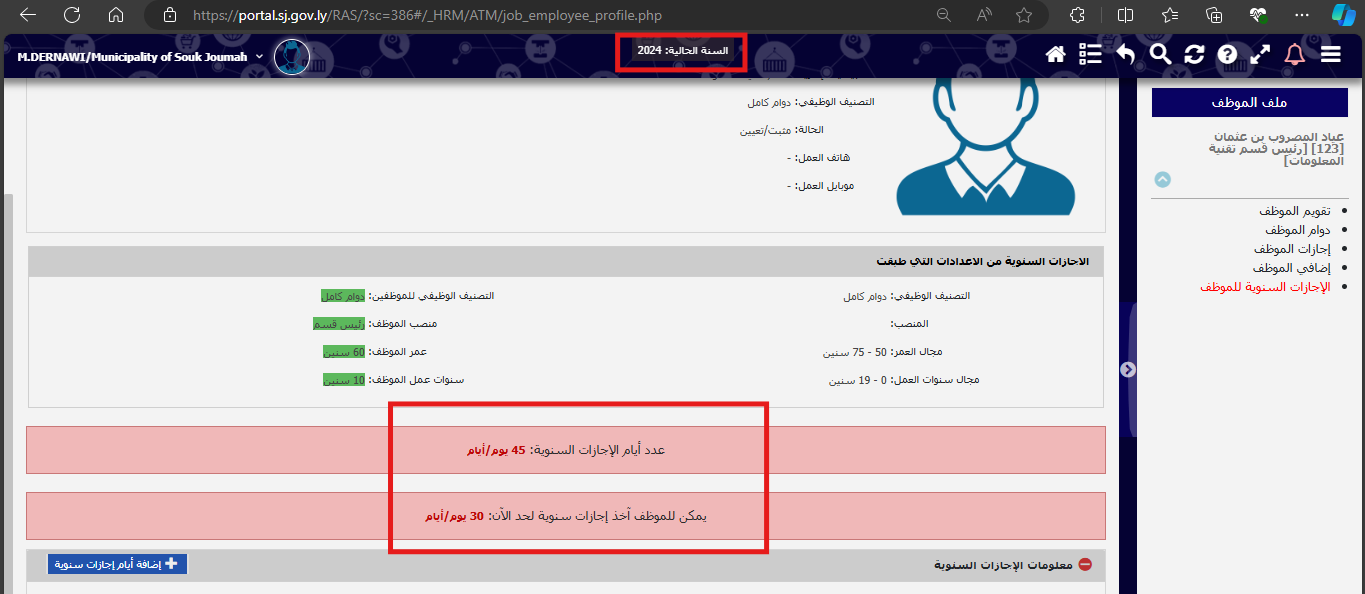 https://portal.sj.gov.ly/RAS/?sc=386#/_HRM/ATM/job_employee_profile.php
M.DERNAWI/Municipality of Souk Joumah
السنة الحالية: 2024
ملف الموظف
عياد المصروب بن عثمان
[123] [رئيس قسم تقنية
المعلومات]
تقويم الموظف
دوام الموظف
إجازات الموظف
إضافي الموظف
الإجازات السنوية للموظف
التصنيف الوظيفي: دوام كامل
الحالة: مثبت/تعيين
هاتف العمل: -
موبايل العمل: -
الاجازات السنوية من الاعدادات التي طبقت
التصنيف الوظيفي: دوام كامل
التصنيف الوظيفي للموظفين: دوام كامل
المنصب:
منصب الموظف: رئيس قسم
مجال العمر: 50 - 75 سنين
عمر الموظف: 60 سنين
مجال سنوات العمل: 0 - 19 سنين
سنوات عمل الموظف: 10 سنين
عدد أيام الإجازات السنوية: 45 يوم/أيام
يمكن للموظف آخذ إجازات سنوية لحد الآن: 30 يوم/أيام
معلومات الإجازات السنوية
إضافة أيام إجازات سنوية